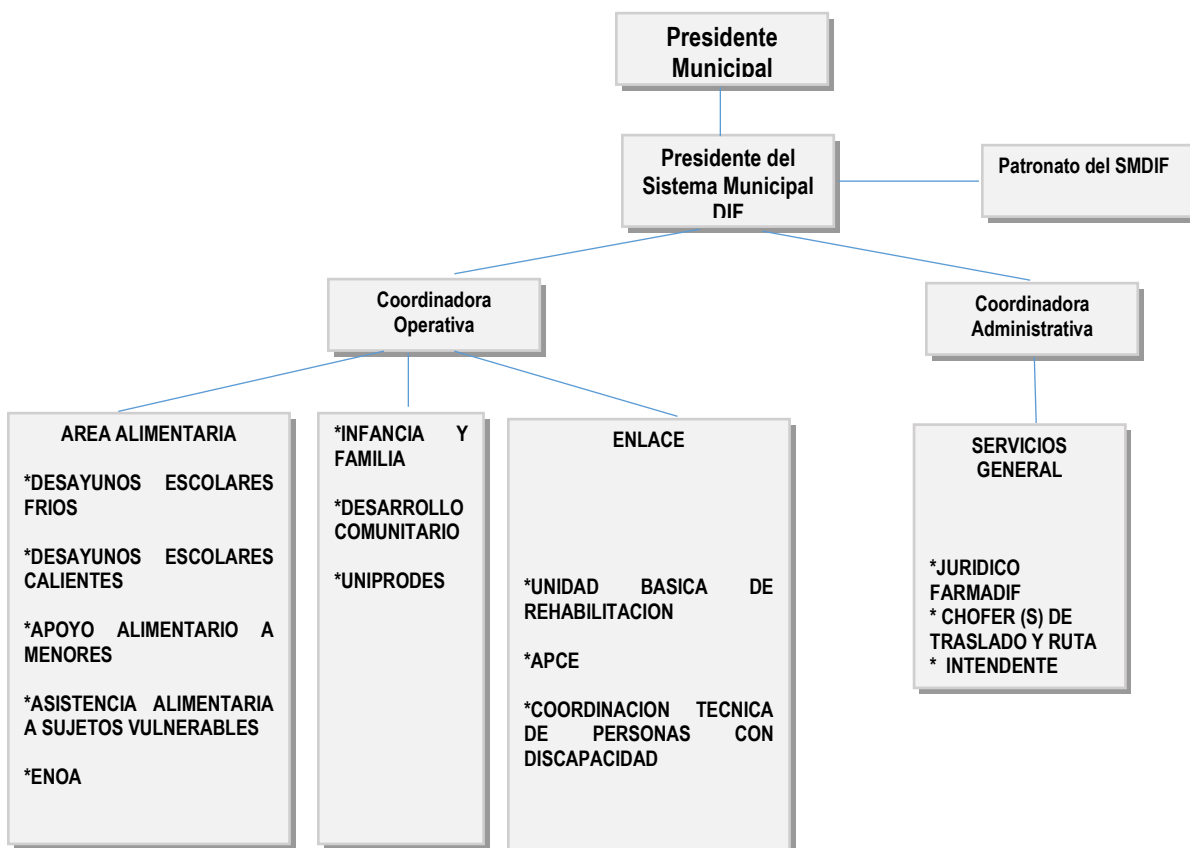 Presidente
Municipal
Presidente del
Sistema Municipal
DIF
Patronato del SMDIF
Coordinadora
Operativa
Coordinadora
Administrativa
AREA ALIMENTARIA
*DESAYUNOS ESCOLARES
FRIOS
*DESAYUNOS ESCOLARES
CALIENTES
*APOYO ALIMENTARIO A
MENORES
*ASISTENCIA ALIMENTARIA
A SUJETOS VULNERABLES
*ENOA
*INFANCIA Y
FAMILIA
*DESARROLLO
COMUNITARIO
*UNIPRODES
ENLACE
*UNIDAD BASICA DE
REHABILITACION
*APCE
*COORDINACION TECNICA
DE PERSONAS CON
DISCAPACIDAD
SERVICIOS
GENERAL
*JURIDICO
FARMADIF
* CHOFER (S) DE
TRASLADO Y RUTA
* INTENDENTE